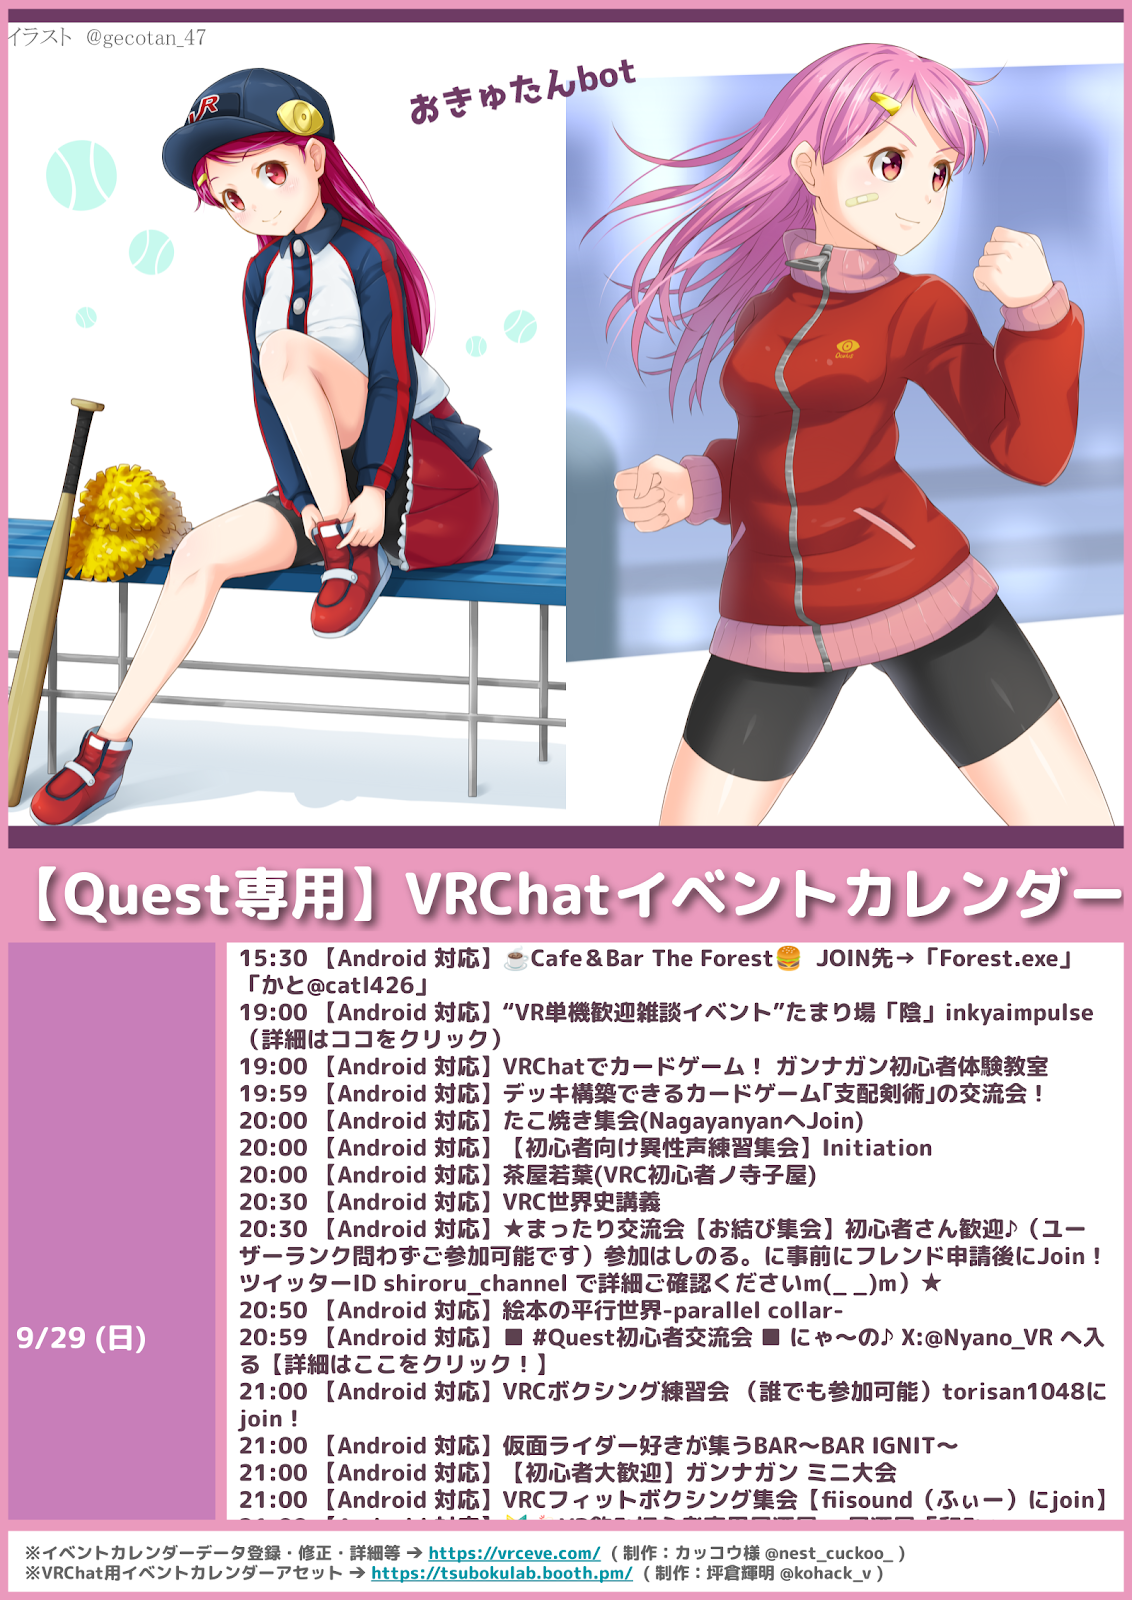 イラスト @gecotan_47
おきゅたんbot
VR
Quest
【Quest専用】VRChatイベントカレンダー
9/29 (日)
15:30 【Android 対応】☕Cafe＆Bar The Forest🍔 JOIN先→「Forest.exe」
「かと@catl426」
19:00 【Android 対応】“VR単機歓迎雑談イベント”たまり場「陰」inkyaimpulse
（詳細はココをクリック）
19:00 【Android 対応】VRChatでカードゲーム！ ガンナガン初心者体験教室
19:59 【Android 対応】デッキ構築できるカードゲーム｢支配剣術｣の交流会！
20:00 【Android 対応】たこ焼き集会(NagayanyanへJoin)
20:00 【Android 対応】【初心者向け異性声練習集会】Initiation
20:00 【Android 対応】茶屋若葉(VRC初心者ノ寺子屋)
20:30 【Android 対応】VRC世界史講義
20:30 【Android 対応】★まったり交流会【お結び集会】初心者さん歓迎♪（ユー
ザーランク問わずご参加可能です）参加はしのる。に事前にフレンド申請後にJoin！
ツイッターID shiroru_channel で詳細ご確認くださいm(_ _)m）★
20:50 【Android 対応】絵本の平行世界-parallel collar-
20:59 【Android 対応】■ #Quest初心者交流会 ■ にゃ～の♪ X:@Nyano_VR へ入
る【詳細はここをクリック！】
21:00 【Android 対応】VRCボクシング練習会 （誰でも参加可能）torisan1048に
join！
21:00 【Android 対応】仮面ライダー好きが集うBAR～BAR IGNIT～
21:00 【Android 対応】【初心者大歓迎】ガンナガン ミニ大会
21:00 【Android 対応】VRCフィットボクシング集会【fiisound（ふぃー）にjoin】
※イベントカレンダーデータ登録・修正・詳細等 ➔ https://vrceve.com/ ( 制作：カッコウ様 @nest_cuckoo_ )
※VRChat用イベントカレンダーアセット ➔ https://tsubokulab.booth.pm/ ( 制作：坪倉輝明 @kohack_v )